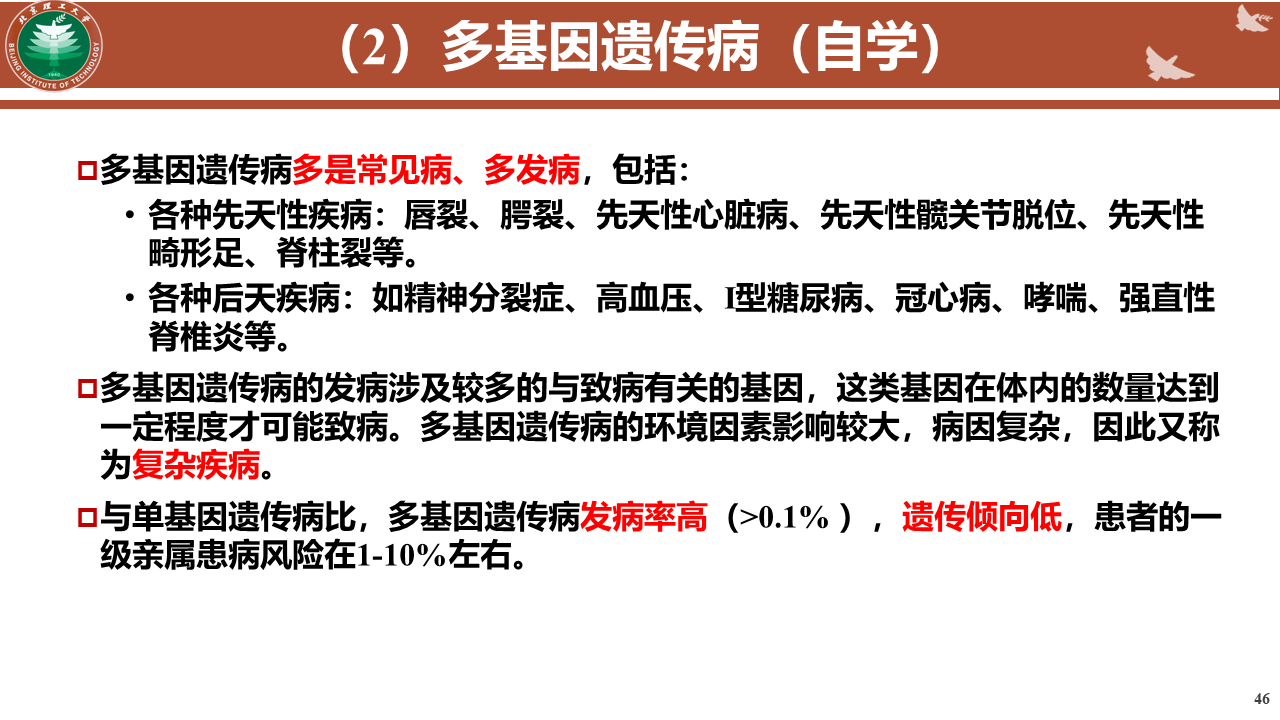 北京理工大学
BEIJING INSTITUTE OF TECHNOLOGY
1940
（2）多基因遗传病（自学）
多基因遗传病多是常见病、多发病，包括：
• 各种先天性疾病：唇裂、腭裂、先天性心脏病、先天性髋关节脱位、先天性
畸形足、脊柱裂等。
• 各种后天疾病：如精神分裂症、高血压、I型糖尿病、冠心病、哮喘、强直性
脊椎炎等。
多基因遗传病的发病涉及较多的与致病有关的基因，这类基因在体内的数量达到
一定程度才可能致病。多基因遗传病的环境因素影响较大，病因复杂，因此又称
为复杂疾病。
与单基因遗传病比，多基因遗传病发病率高（>0.1% ），遗传倾向低，患者的一
级亲属患病风险在1-10%左右。
46